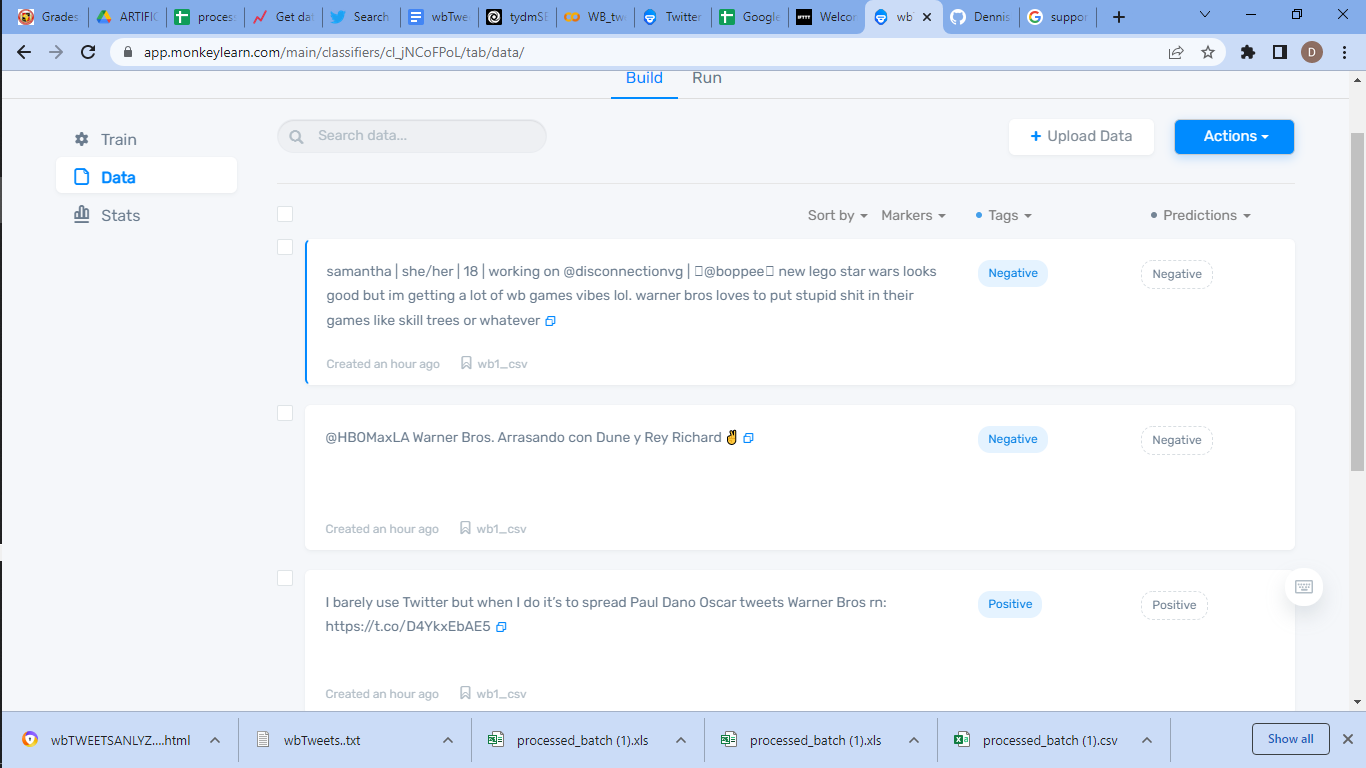 Grades
ARTIFIC
process
Get dat
Search
wbTwe
tydmSE
WB_tw
Twitter
Google
Welcon
wb
Dennis
suppor
app.monkeylearn.com/main/classifiers/cl_jNCoFPoL/tab/data/
D
Build Run
Train
Data
Stats
Search data...
+ Upload Data
Actions
Sort by Markers Tags Predictions
samantha | she/her | 18 | working on @disconnectionvg | @boppee new lego star wars looks
good but im getting a lot of wb games vibes lol. warner bros loves to put stupid shit in their
games like skill trees or whatever
Negative Negative
Created an hour ago wb1_csv
@HBOMaxLA Warner Bros. Arrasando con Dune y Rey Richard ✌
Negative Negative
Created an hour ago wb1_csv
I barely use Twitter but when I do it's to spread Paul Dano Oscar tweets Warner Bros rn:
https://t.co/D4YkxEbAE5
Positive Positive
Created an hour ago wb1_csv
wbTWEETSANLYZ....html
wbTweets..txt
processed_batch (1).xls
processed_batch (1).xls
processed_batch (1).csv
Show all